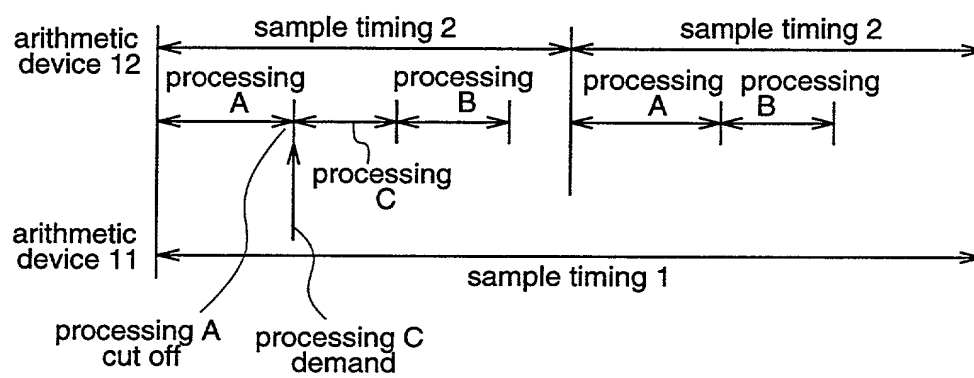 arithmetic
device 12
sample timing 2
sample timing 2
processing
A
processing
B
processing
A
processing
B
processing
C
arithmetic
device 11
sample timing 1
processing A
cut off
processing C
demand